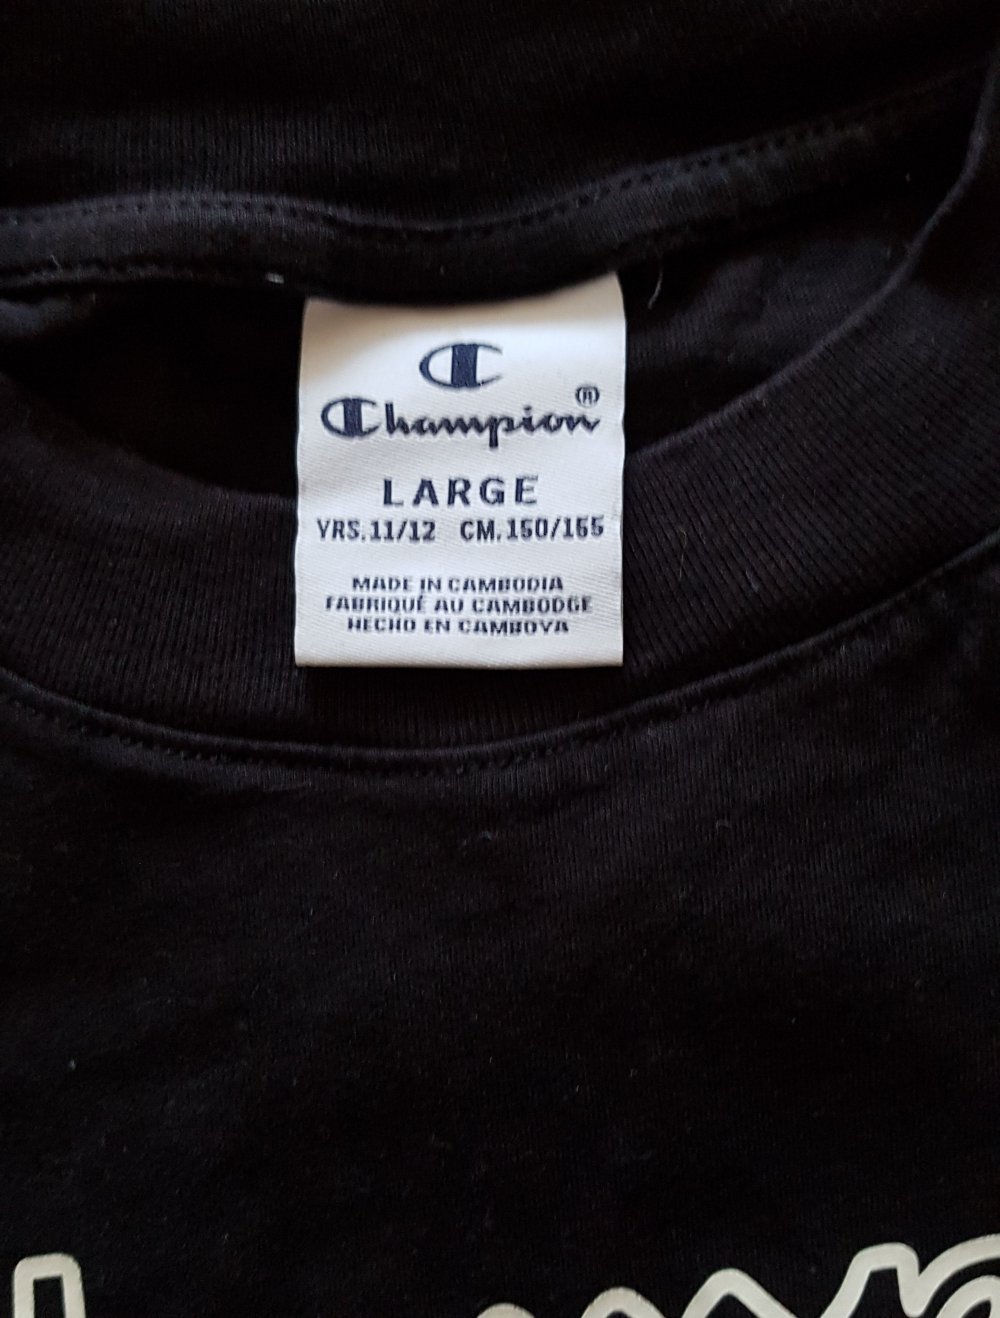 Champion®
LARGE
YRS.11/12 CM.150/155
MADE IN CAMBODIA
FABRIQUÉ AU CAMBODGE
HECHO EN CAMBOYA